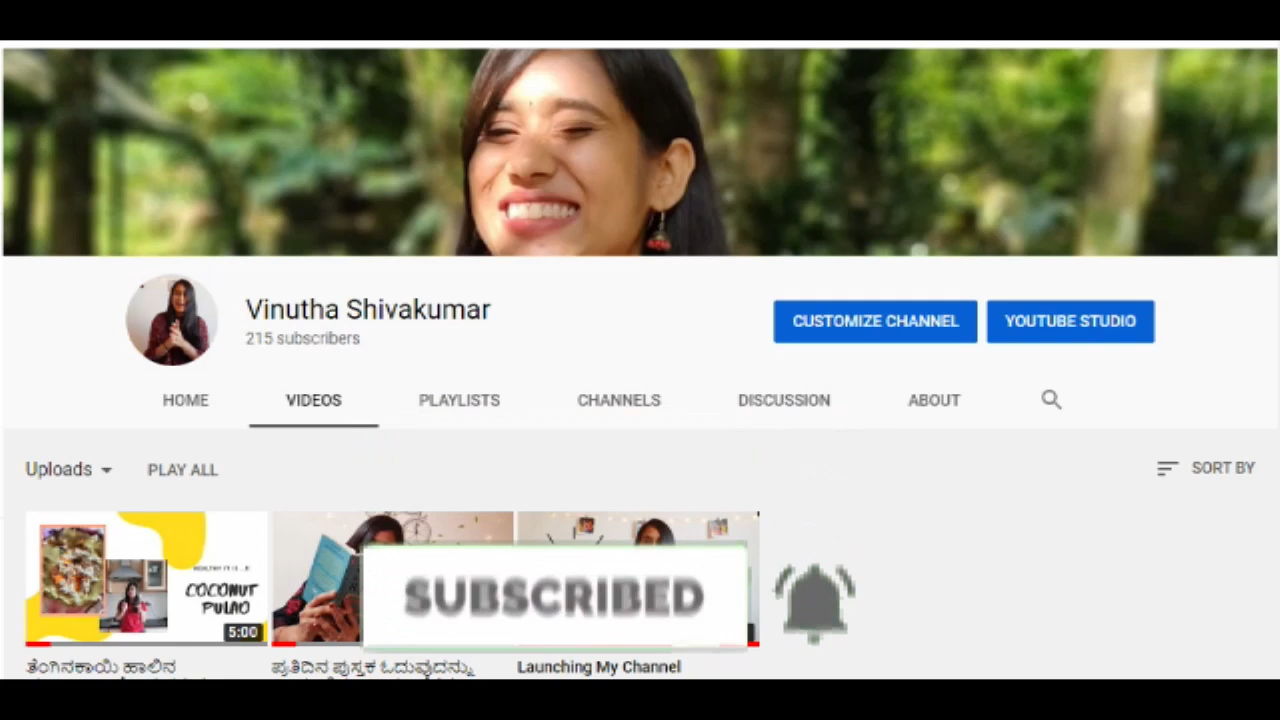 Vinutha Shivakumar
215 subscribers
CUSTOMIZE CHANNEL
YOUTUBE STUDIO
HOME
VIDEOS
PLAYLISTS
CHANNELS
DISCUSSION
ABOUT
Uploads
PLAY ALL
SORT BY
COCONUT
PULAO
5:00
SUBSCRIBED
ತೆಂಗಿನಕಾಯಿ ಹಾಲಿನ
ಪ್ರತಿದಿನ ಪುಸ್ತಕ ಓದುವುದನ್ನು
Launching My Channel